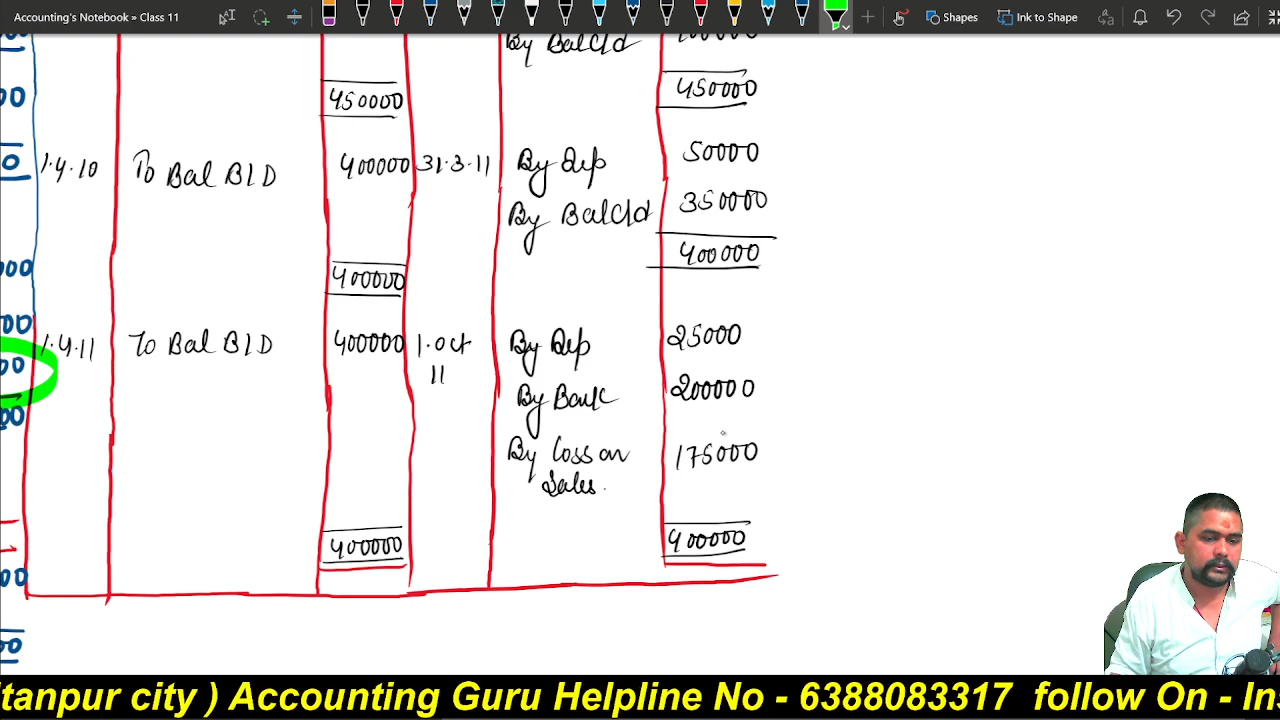 Accounting's Notebook » Class 11
Shapes
Ink to Shape
By Bal C/d
450000
450000
1.4.10 To Bal B/D 400000 31.3.11 By Dep 50000
By Bal C/d 350000
400000
400000
1.4.11 To Bal B/D 400000 1.Oct 11 By Dep 25000
By Bank 200000
By Loss on Sales. 175000
400000 400000
tanpur city ) Accounting Guru Helpline No - 6388083317 follow On - In